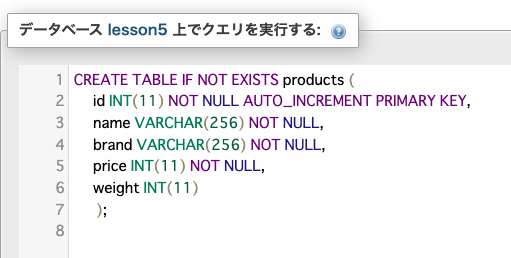 データベース lesson5 上でクエリを実行する:
1 CREATE TABLE IF NOT EXISTS products (
2 id INT(11) NOT NULL AUTO_INCREMENT PRIMARY KEY,
3 name VARCHAR(256) NOT NULL,
4 brand VARCHAR(256) NOT NULL,
5 price INT(11) NOT NULL,
6 weight INT(11)
7 );
8